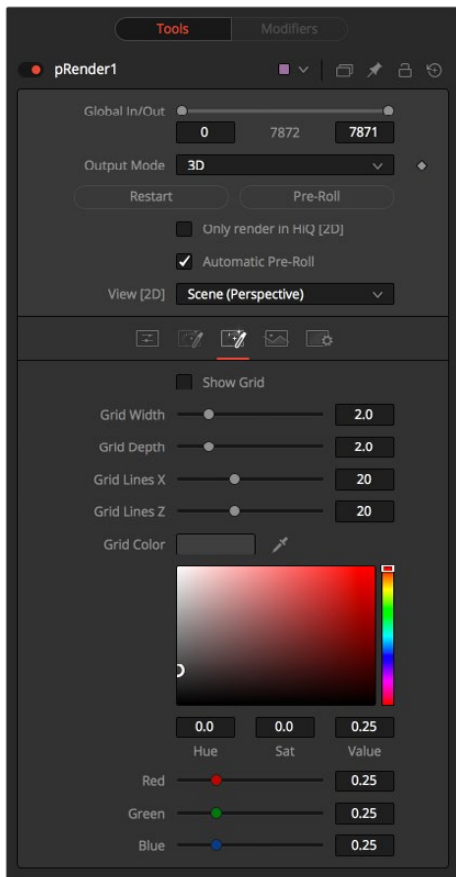 Tools Modifiers
pRender1
Global In/Out
0 7872 7871
Output Mode 3D
Restart Pre-Roll
Only render in HiQ [2D]
Automatic Pre-Roll
View [2D] Scene (Perspective)
Show Grid
Grid Width 2.0
Grid Depth 2.0
Grid Lines X 20
Grid Lines Z 20
Grid Color
0.0 0.0 0.25
Hue Sat Value
Red 0.25
Green 0.25
Blue 0.25